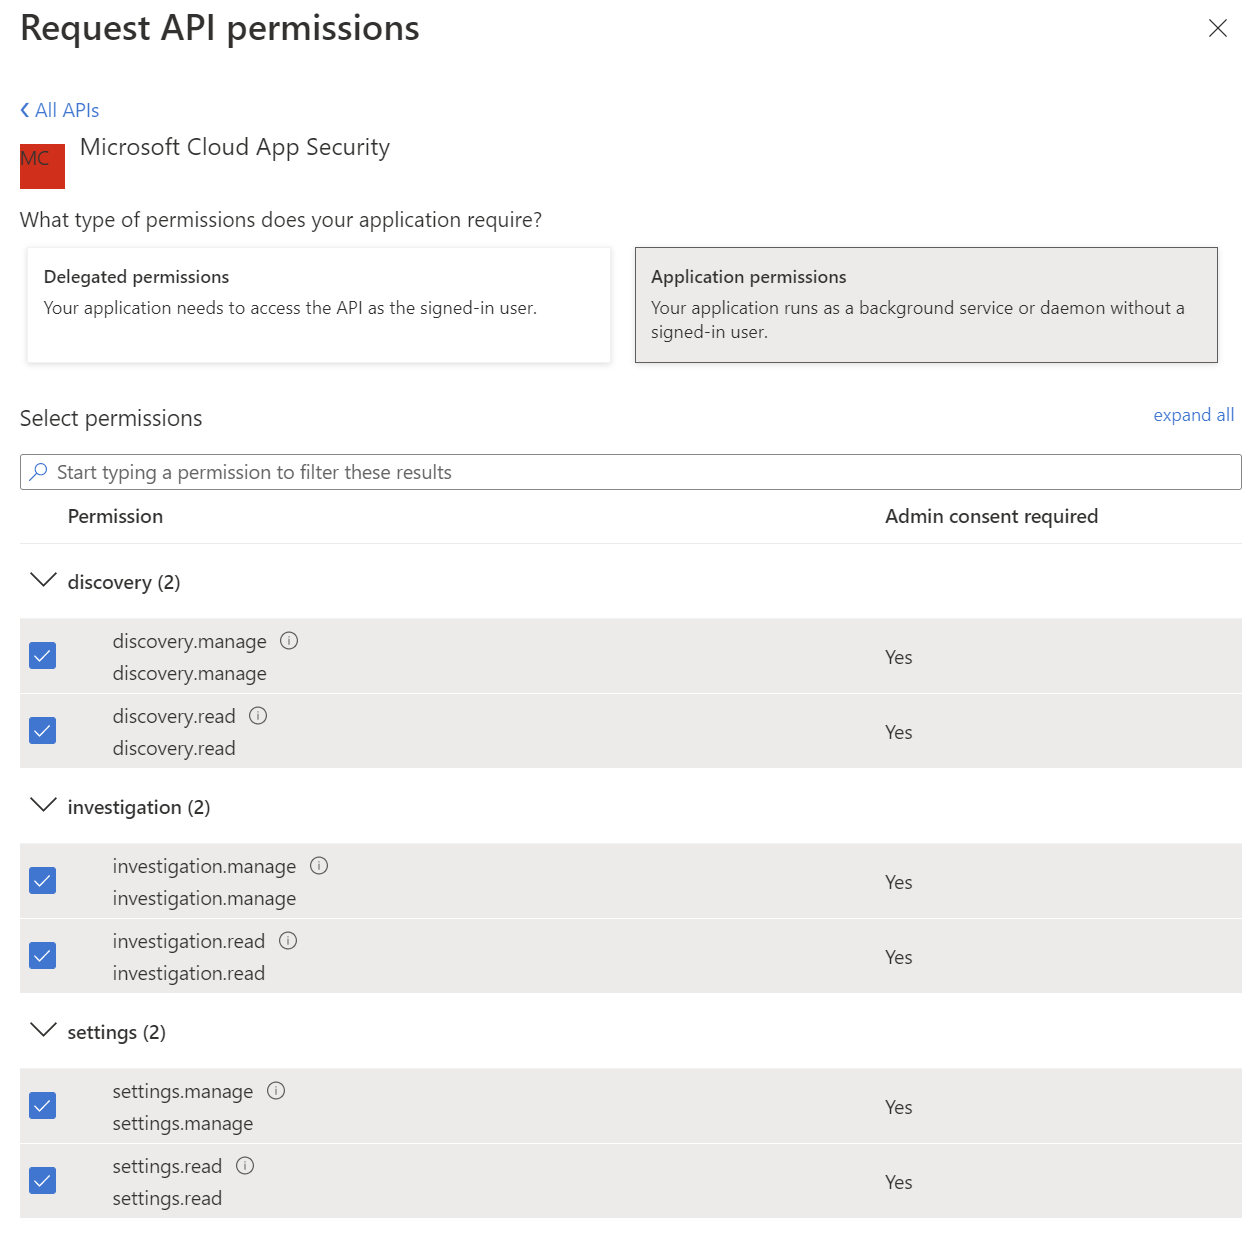 Request API permissions
All APIs
MC
Microsoft Cloud App Security
What type of permissions does your application require?
Delegated permissions
Your application needs to access the API as the signed-in user.
Application permissions
Your application runs as a background service or daemon without a
signed-in user.
Select permissions
expand all
Start typing a permission to filter these results
Permission
Admin consent required
discovery (2)
discovery.manage
discovery.manage
Yes
discovery.read
discovery.read
Yes
investigation (2)
investigation.manage
investigation.manage
Yes
investigation.read
investigation.read
Yes
settings (2)
settings.manage
settings.manage
Yes
settings.read
settings.read
Yes